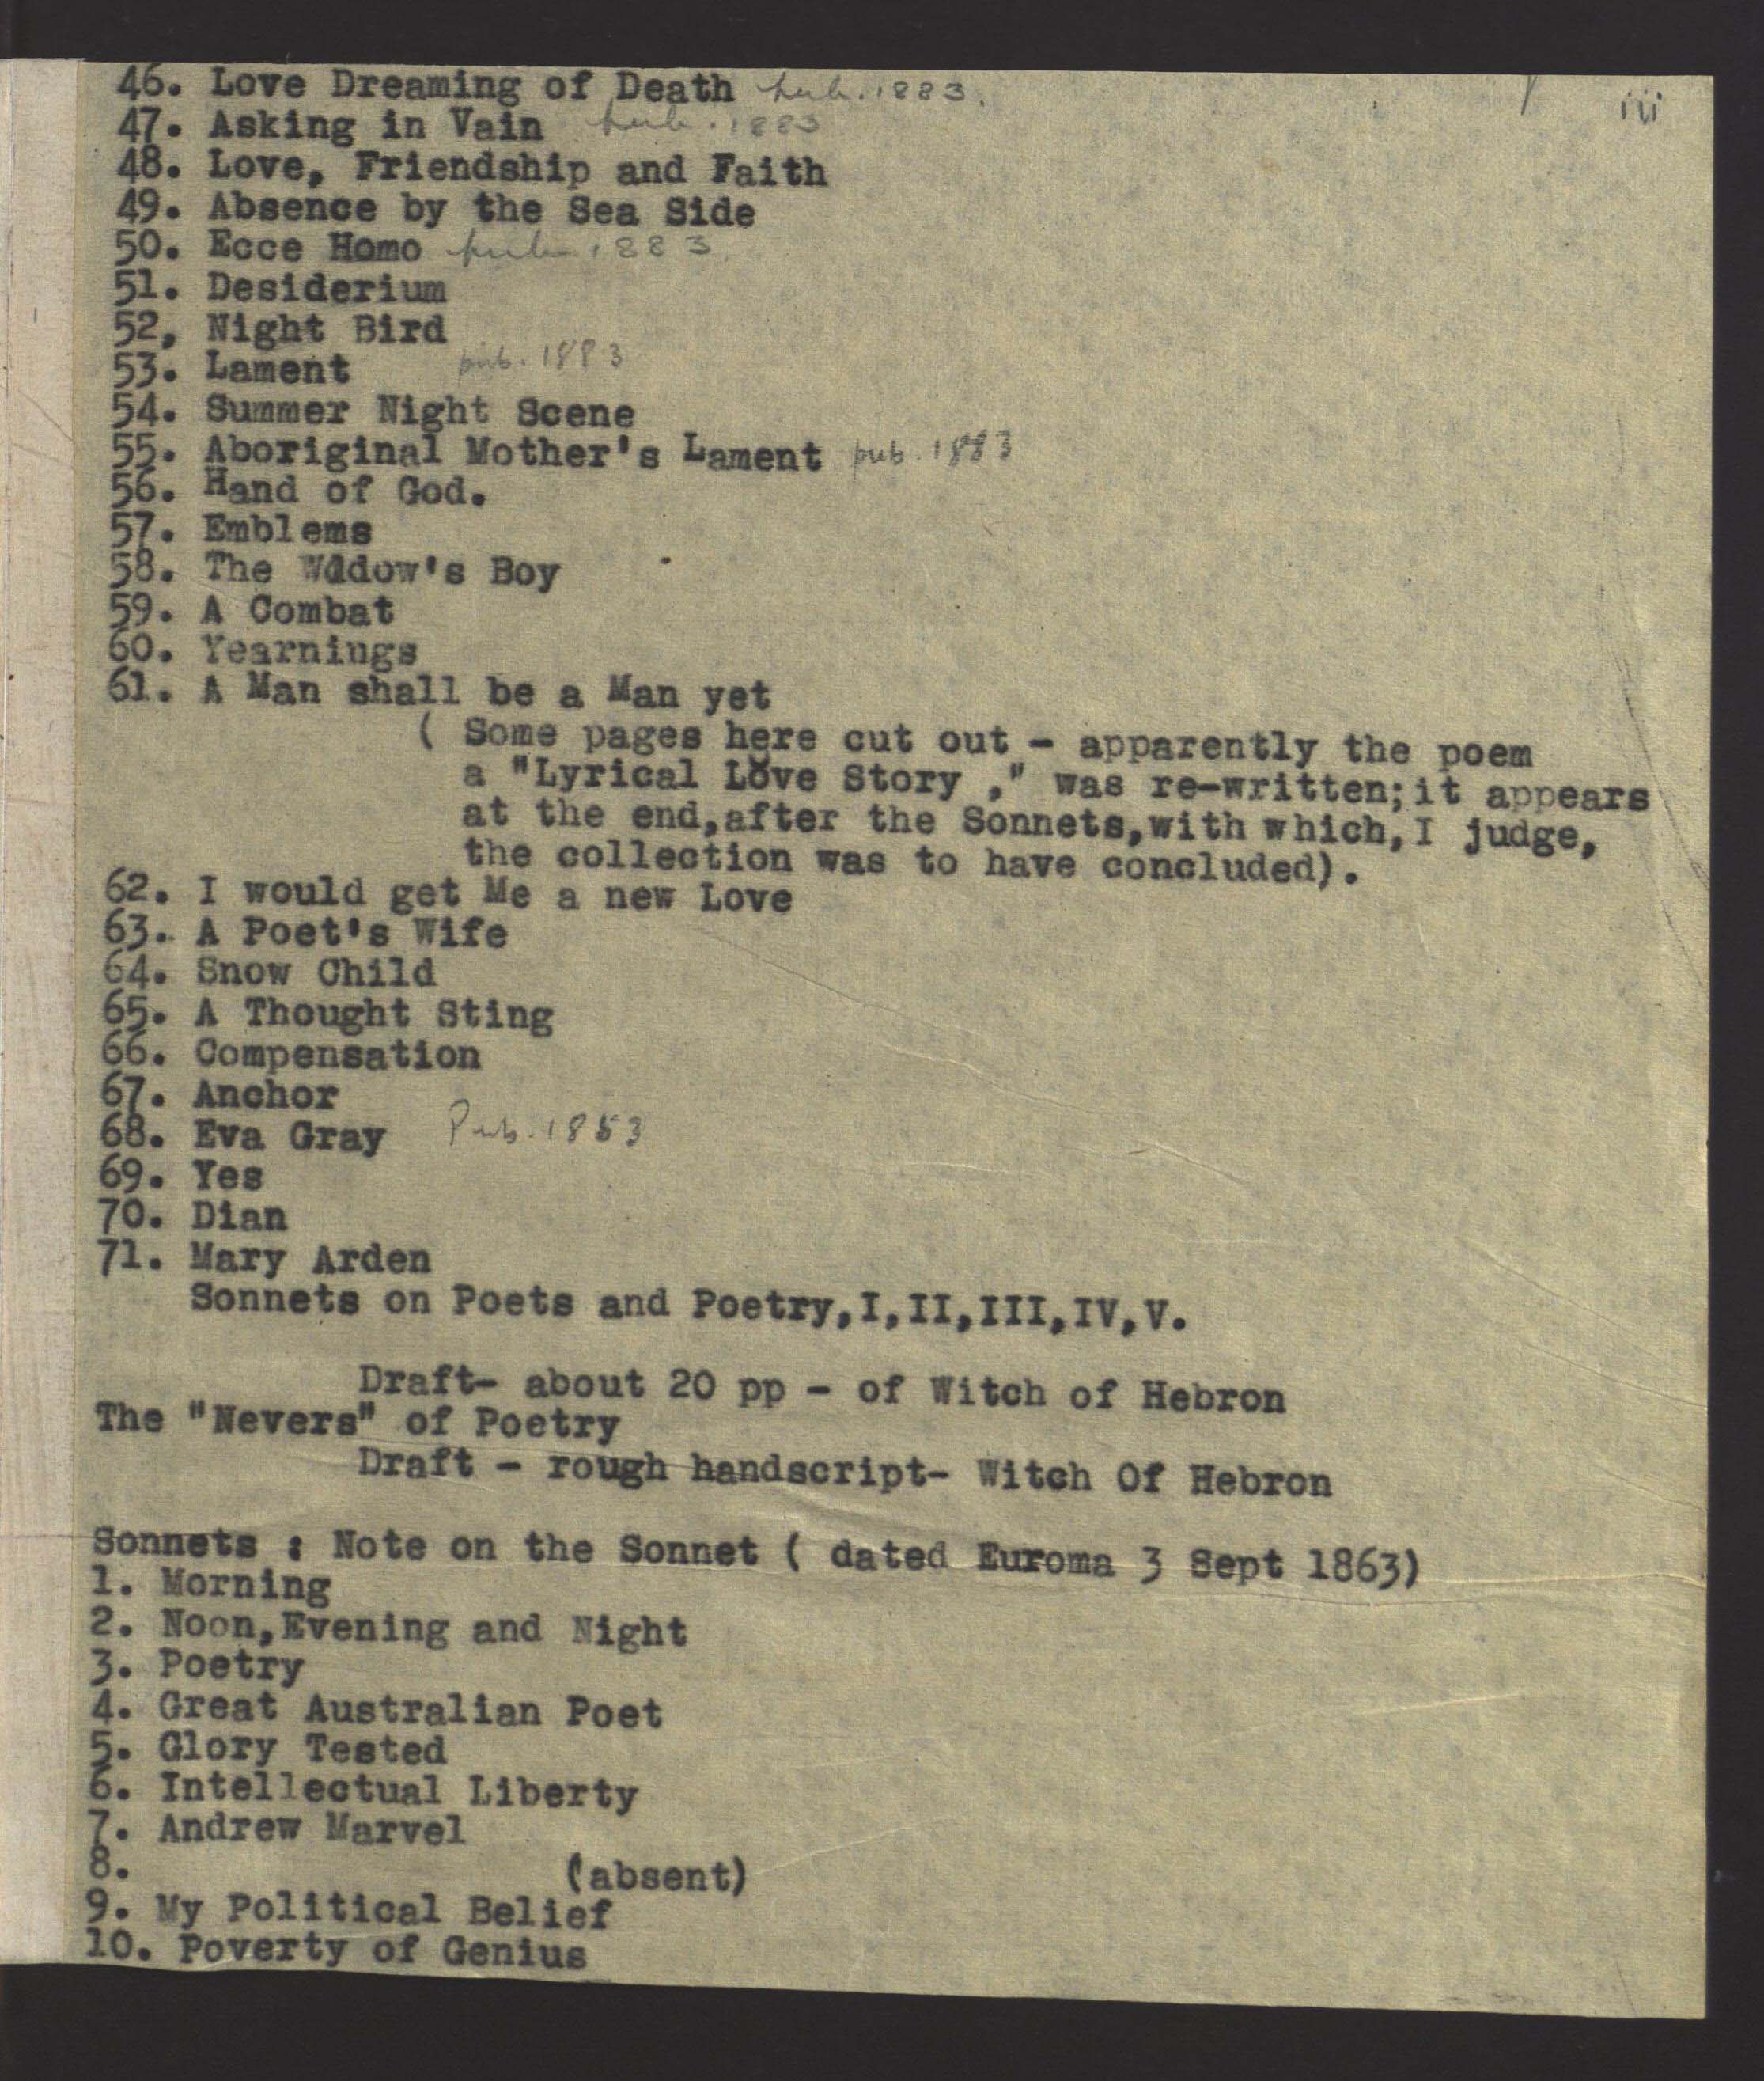 iii
46. Love Dreaming of Death pub. 1883.
47. Asking in Vain pub. 1883
48. Love, Friendship and Faith
49. Absence by the Sea Side
50. Ecce Homo pub 1883.
51. Desiderium
52, Night Bird
53. Lament pub. 1883
54. Summer Night Scene
55. Aboriginal Mother's Lament pub. 1883
56. Hand of God.
57. Emblems
58. The Wddow's Boy
59. A Combat
60. Yearnings
61. A Man shall be a Man yet
( Some pages here cut out - apparently the poem
a "Lyrical Love Story ," was re-written;it appears
at the end,after the Sonnets,with which,I judge,
the collection was to have concluded).
62. I would get Me a new Love
63. A Poet's Wife
64. Snow Child
65. A Thought Sting
66. Compensation
67. Anchor
68. Eva Gray Pub. 1853
69. Yes
70. Dian
71. Mary Arden
Sonnets on Poets and Poetry,I,II,III,IV,V.
Draft- about 20 pp - of Witch of Hebron
The "Nevers" of Poetry
Draft - rough handscript- Witch Of Hebron
Sonnets : Note on the Sonnet ( dated Euroma 3 Sept 1863)
1. Morning
2. Noon,Evening and Night
3. Poetry
4. Great Australian Poet
5. Glory Tested
6. Intellectual Liberty
7. Andrew Marvel
8. (absent)
9. My Political Belief
10. Poverty of Genius